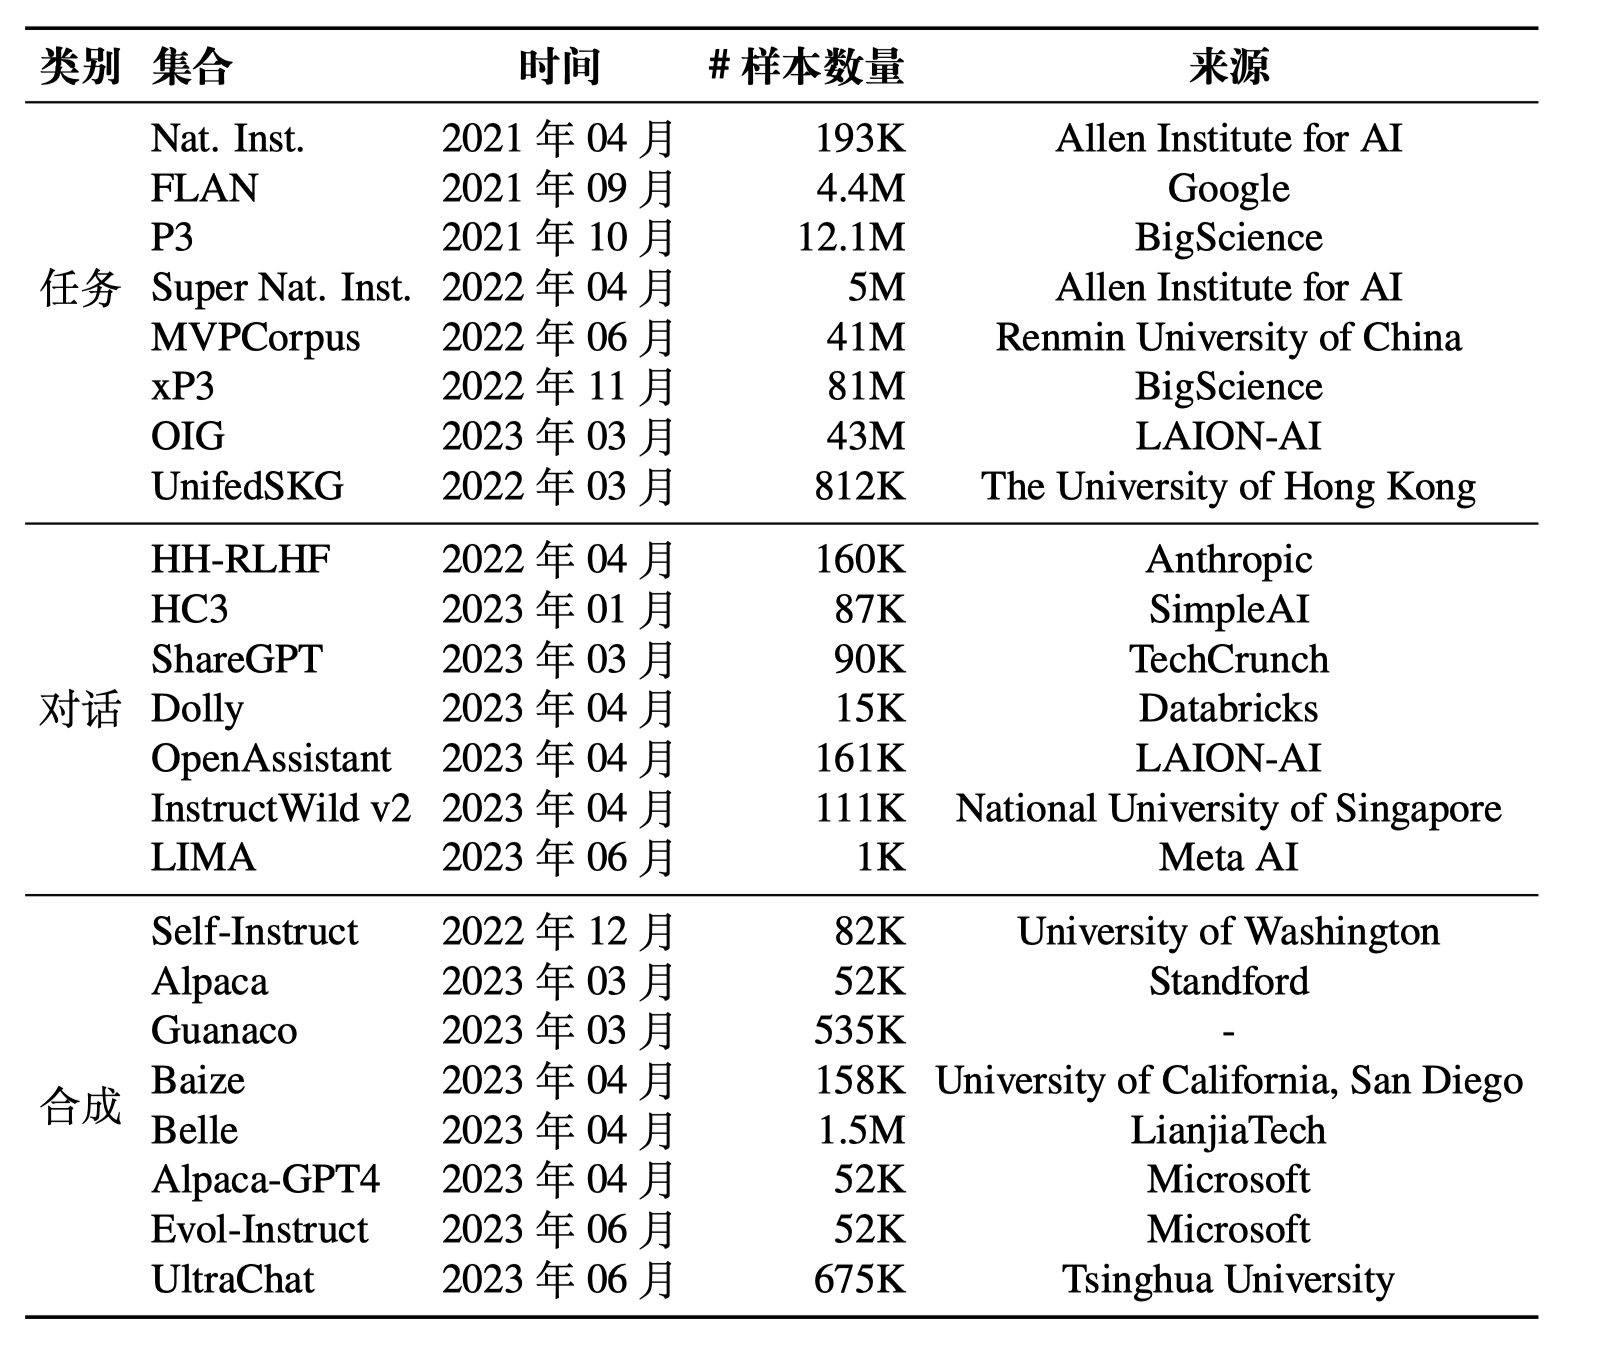 类别 集合 时间 # 样本数量 来源
Nat. Inst. 2021 年 04 月 193K Allen Institute for AI
FLAN 2021 年 09 月 4.4M Google
P3 2021 年 10 月 12.1M BigScience
任务 Super Nat. Inst. 2022 年 04 月 5M Allen Institute for AI
MVPCorpus 2022 年 06 月 41M Renmin University of China
xP3 2022 年 11 月 81M BigScience
OIG 2023 年 03 月 43M LAION-AI
UnifedSKG 2022 年 03 月 812K The University of Hong Kong
HH-RLHF 2022 年 04 月 160K Anthropic
HC3 2023 年 01 月 87K SimpleAI
ShareGPT 2023 年 03 月 90K TechCrunch
对话 Dolly 2023 年 04 月 15K Databricks
OpenAssistant 2023 年 04 月 161K LAION-AI
InstructWild v2 2023 年 04 月 111K National University of Singapore
LIMA 2023 年 06 月 1K Meta AI
Self-Instruct 2022 年 12 月 82K University of Washington
Alpaca 2023 年 03 月 52K Standford
Guanaco 2023 年 03 月 535K -
Baize 2023 年 04 月 158K University of California, San Diego
合成 Belle 2023 年 04 月 1.5M LianjiaTech
Alpaca-GPT4 2023 年 04 月 52K Microsoft
Evol-Instruct 2023 年 06 月 52K Microsoft
UltraChat 2023 年 06 月 675K Tsinghua University